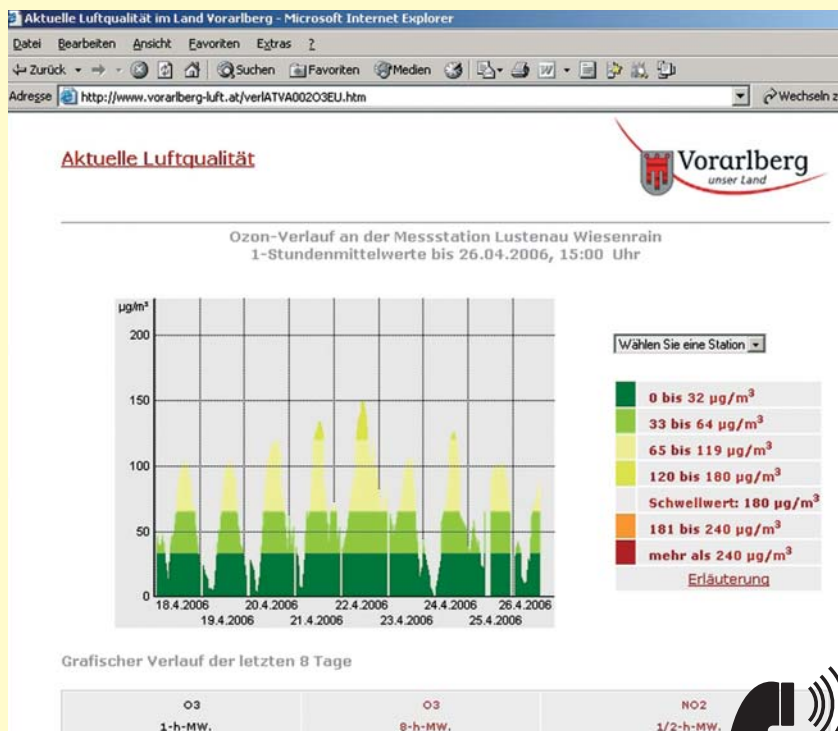 Aktuelle Luftqualität im Land Vorarlberg - Microsoft Internet Explorer
Datei Bearbeiten Ansicht Favoriten Extras ?
Zurück Suchen Favoriten Medien
Adresse http://www.vorarlberg-luft.at/verlATVA002O3EU.htm Wechseln z
Aktuelle Luftqualität
Vorarlberg
unser Land
Ozon-Verlauf an der Messstation Lustenau Wiesenrain
1-Stundenmittelwerte bis 26.04.2006, 15:00 Uhr
µg/m³
200
150
100
50
0
18.4.2006 20.4.2006 22.4.2006 24.4.2006 26.4.2006
19.4.2006 21.4.2006 23.4.2006 25.4.2006
Wählen Sie eine Station
0 bis 32 µg/m³
33 bis 64 µg/m³
65 bis 119 µg/m³
120 bis 180 µg/m³
Schwellwert: 180 µg/m³
181 bis 240 µg/m³
mehr als 240 µg/m³
Erläuterung
Grafischer Verlauf der letzten 8 Tage
O3 O3 NO2
1-h-MW. 8-h-MW. 1/2-h-MW.